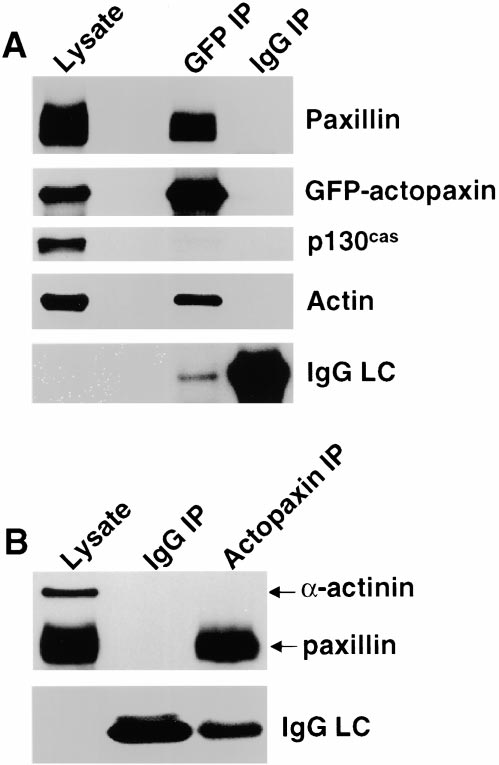 A
Lysate GFP IP IgG IP
Paxillin
GFP-actopaxin
p130cas
Actin
IgG LC
B
Lysate IgG IP Actopaxin IP
α-actinin
paxillin
IgG LC